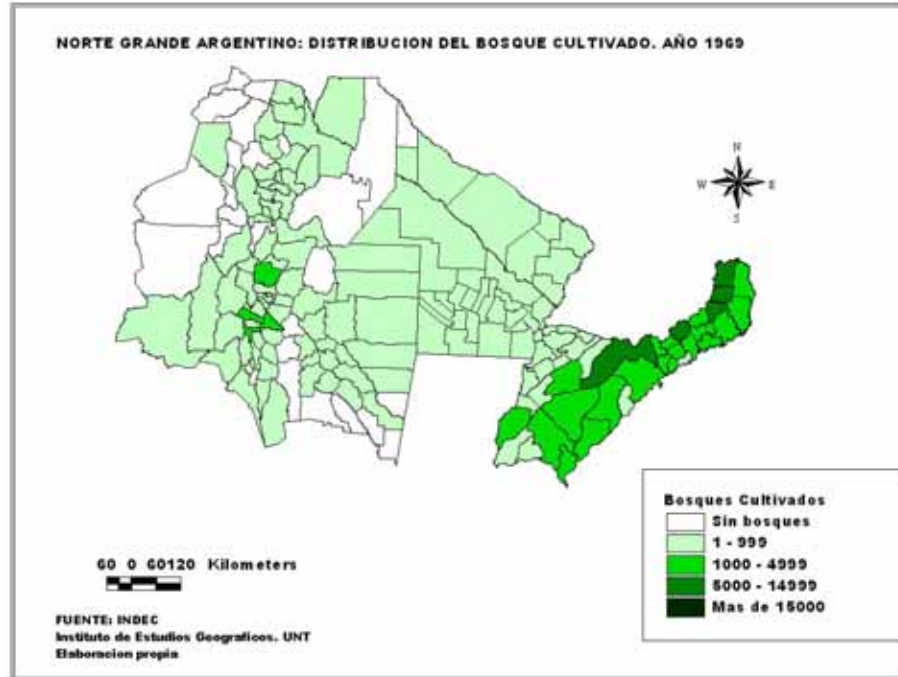 NORTE GRANDE ARGENTINO: DISTRIBUCION DEL BOSQUE CULTIVADO. AÑO 1969
N
W E
S
Bosques Cultivados
Sin bosques
1 - 999
1000 - 4999
5000 - 14999
Mas de 15000
60 0 60120 Kilometers
FUENTE: INDEC
Instituto de Estudios Geograficos. UNT
Elaboracion propia